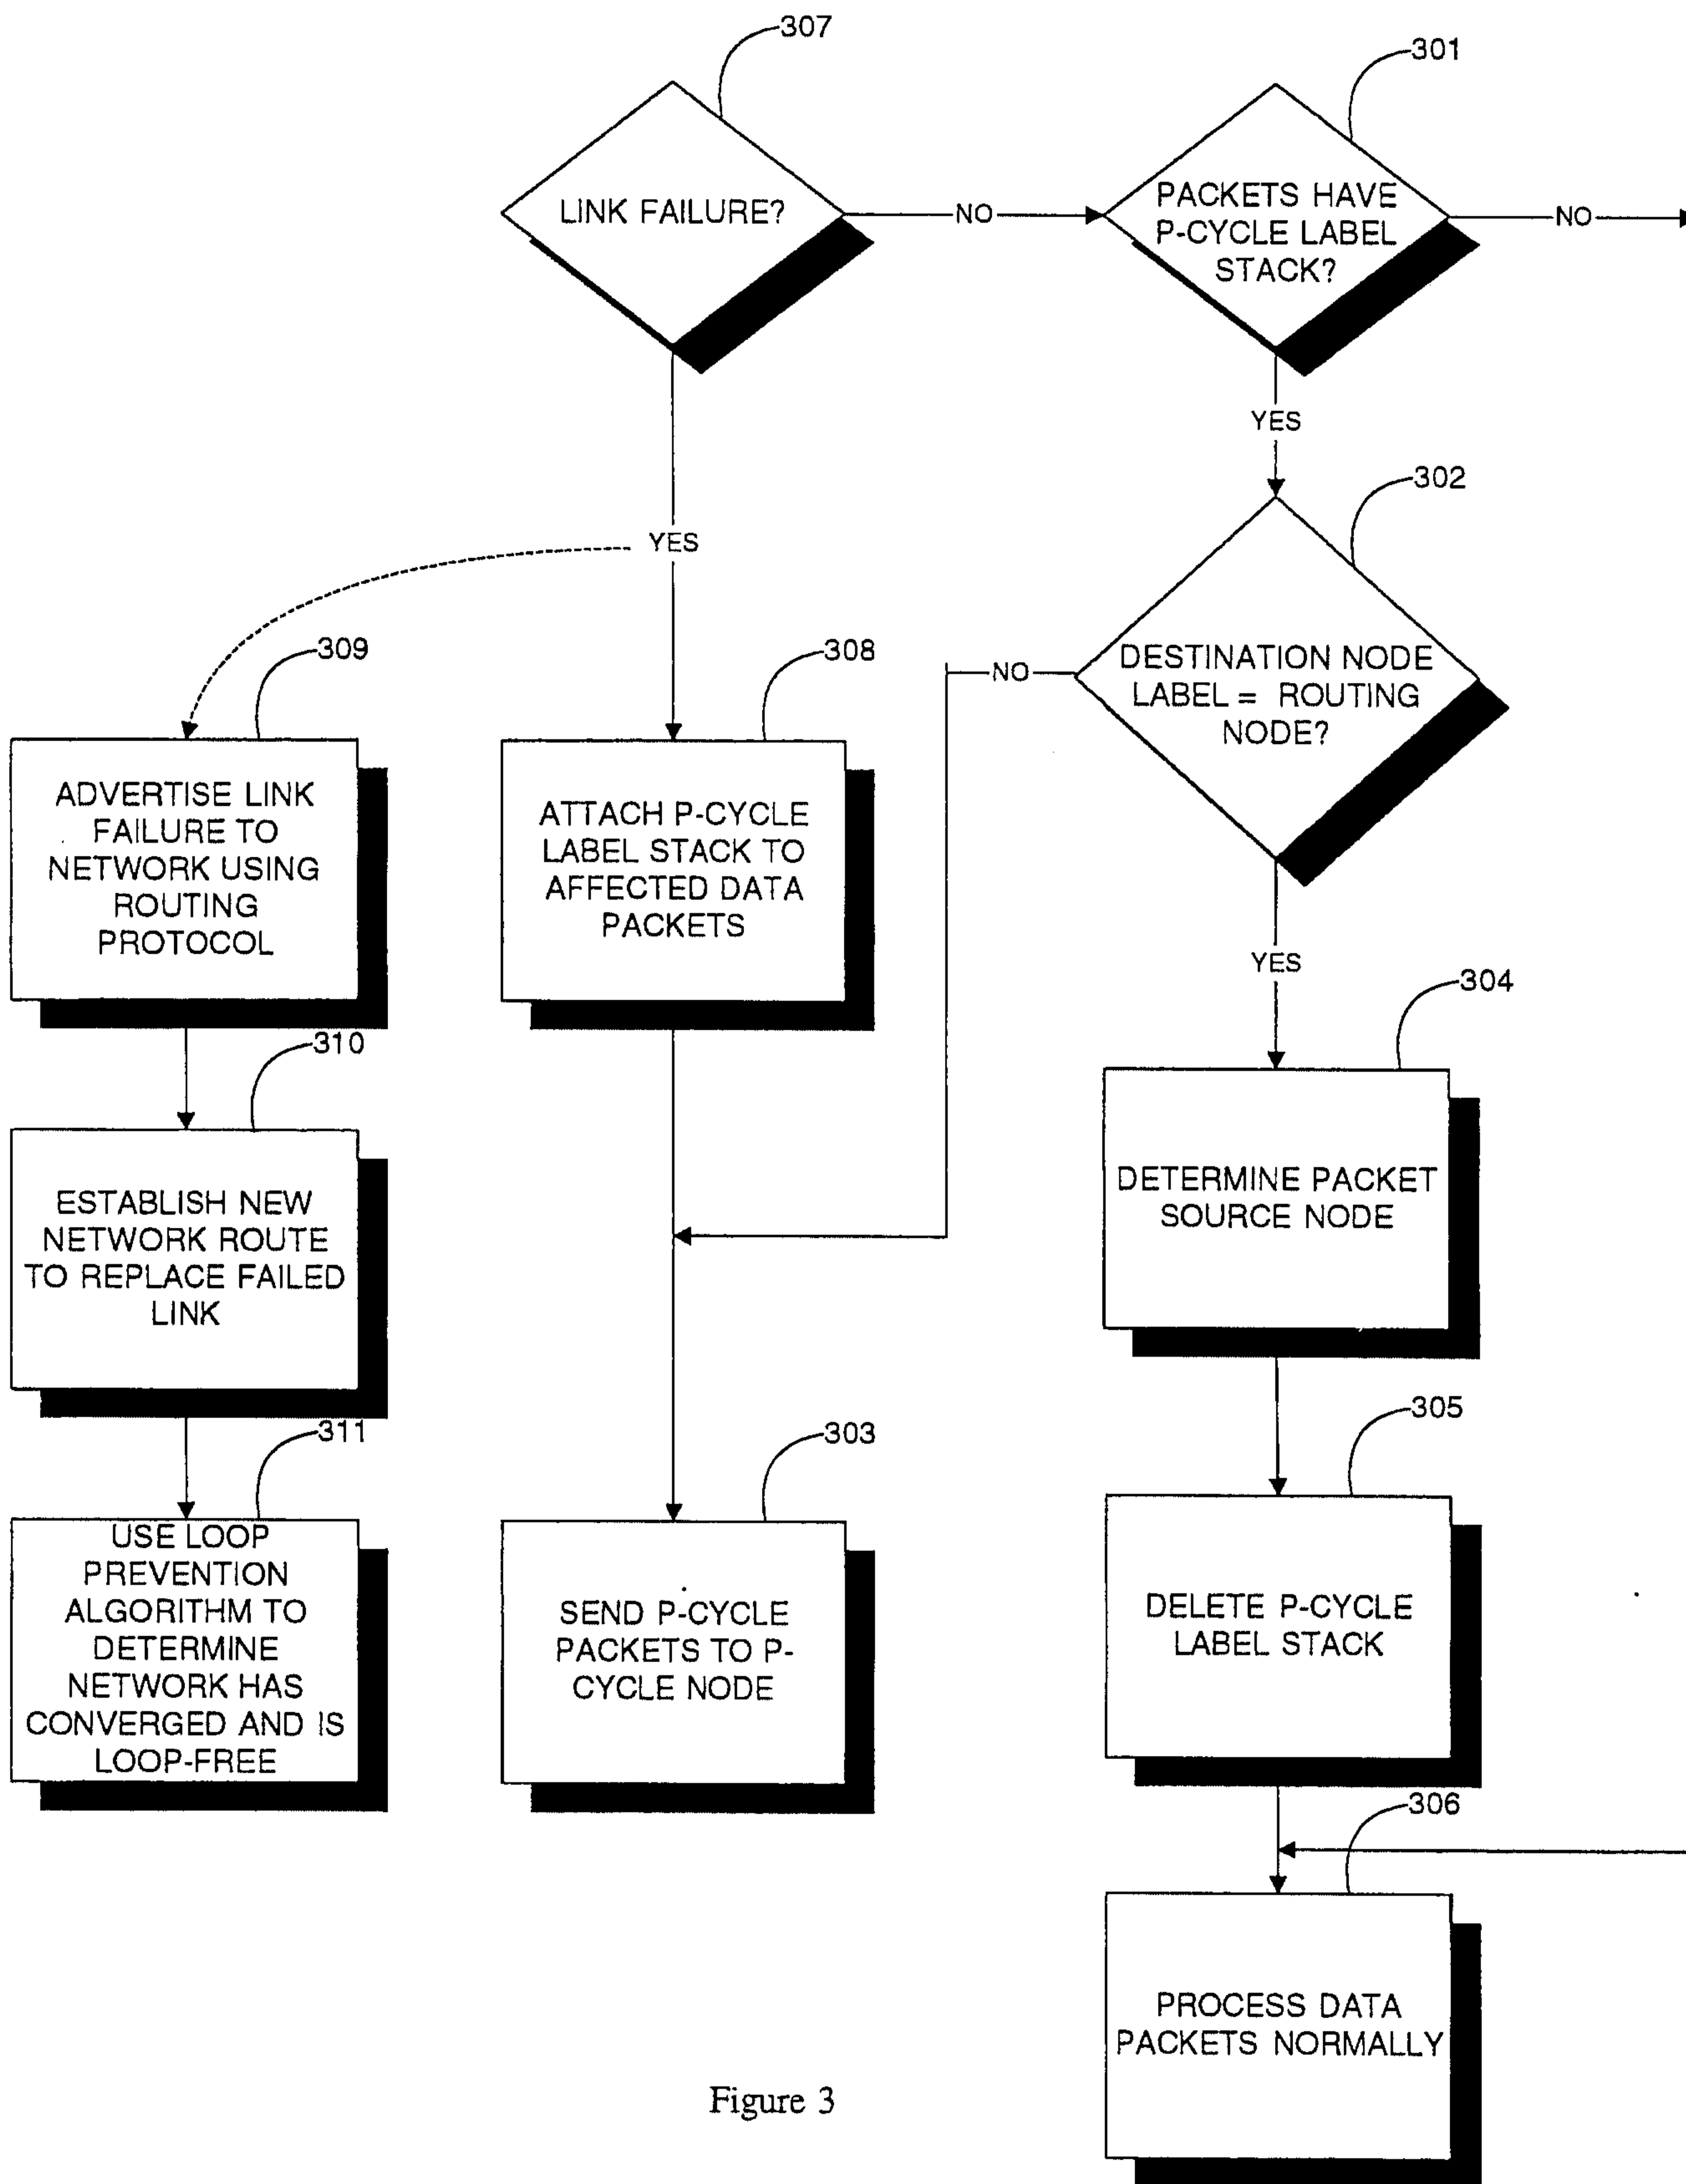 307
301
LINK FAILURE?
NO
PACKETS HAVE
P-CYCLE LABEL
STACK?
NO
YES
302
YES
309
308
NO
DESTINATION NODE
LABEL = ROUTING
NODE?
ADVERTISE LINK
FAILURE TO
NETWORK USING
ROUTING
PROTOCOL
ATTACH P-CYCLE
LABEL STACK TO
AFFECTED DATA
PACKETS
YES
304
310
ESTABLISH NEW
NETWORK ROUTE
TO REPLACE FAILED
LINK
DETERMINE PACKET
SOURCE NODE
311
303
305
USE LOOP
PREVENTION
ALGORITHM TO
DETERMINE
NETWORK HAS
CONVERGED AND IS
LOOP-FREE
SEND P-CYCLE
PACKETS TO P-
CYCLE NODE
DELETE P-CYCLE
LABEL STACK
306
PROCESS DATA
PACKETS NORMALLY
Figure 3